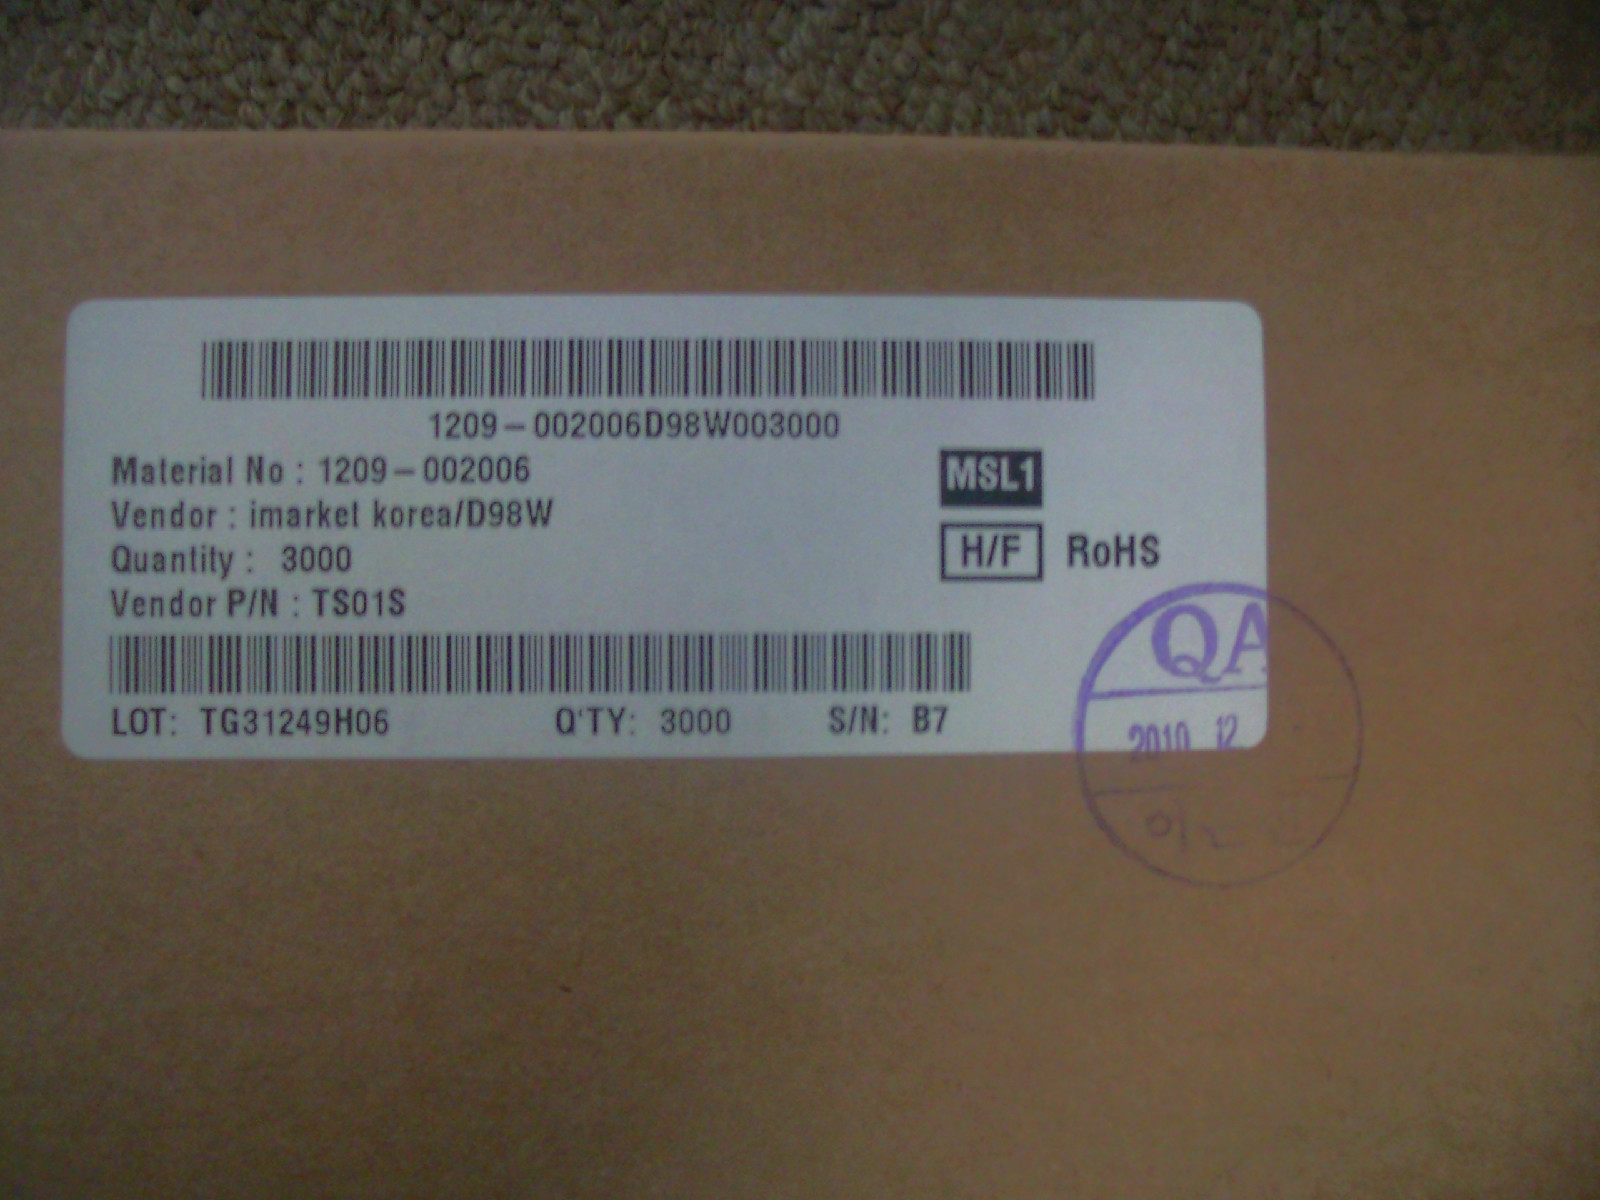 1209-002006D98W003000
Material No : 1209-002006
Vendor : imarket korea/D98W
Quantity : 3000
Vendor P/N : TS01S
MSL1
H/F RoHS
LOT: TG31249H06 Q'TY: 3000 S/N: B7
QA
2010 12